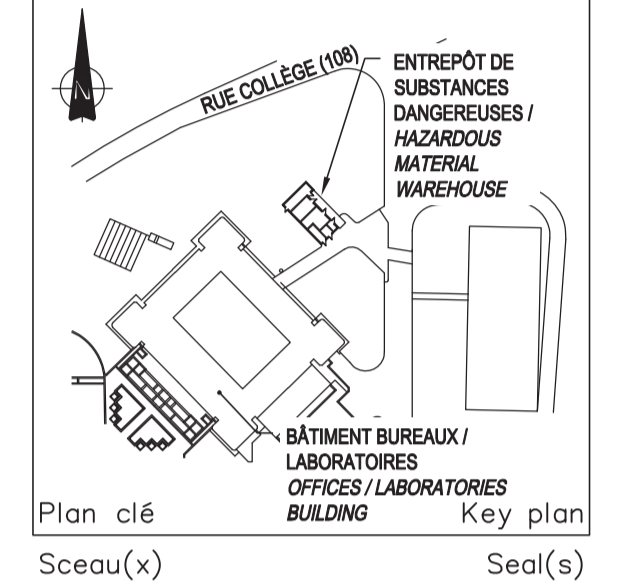 N
RUE COLLÈGE (108)
ENTREPÔT DE
SUBSTANCES
DANGEREUSES /
HAZARDOUS
MATERIAL
WAREHOUSE
BÂTIMENT BUREAUX /
LABORATOIRES
OFFICES / LABORATORIES
BUILDING
Plan clé Key plan
Sceau(x) Seal(s)